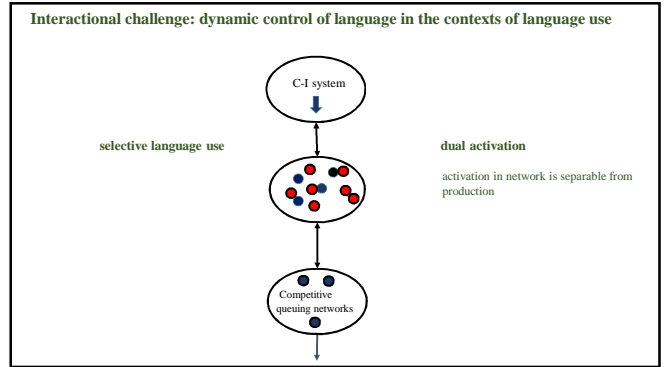 Interactional challenge: dynamic control of language in the contexts of language use
C-I system
selective language use
dual activation
activation in network is separable from
production
Competitive
queuing networks